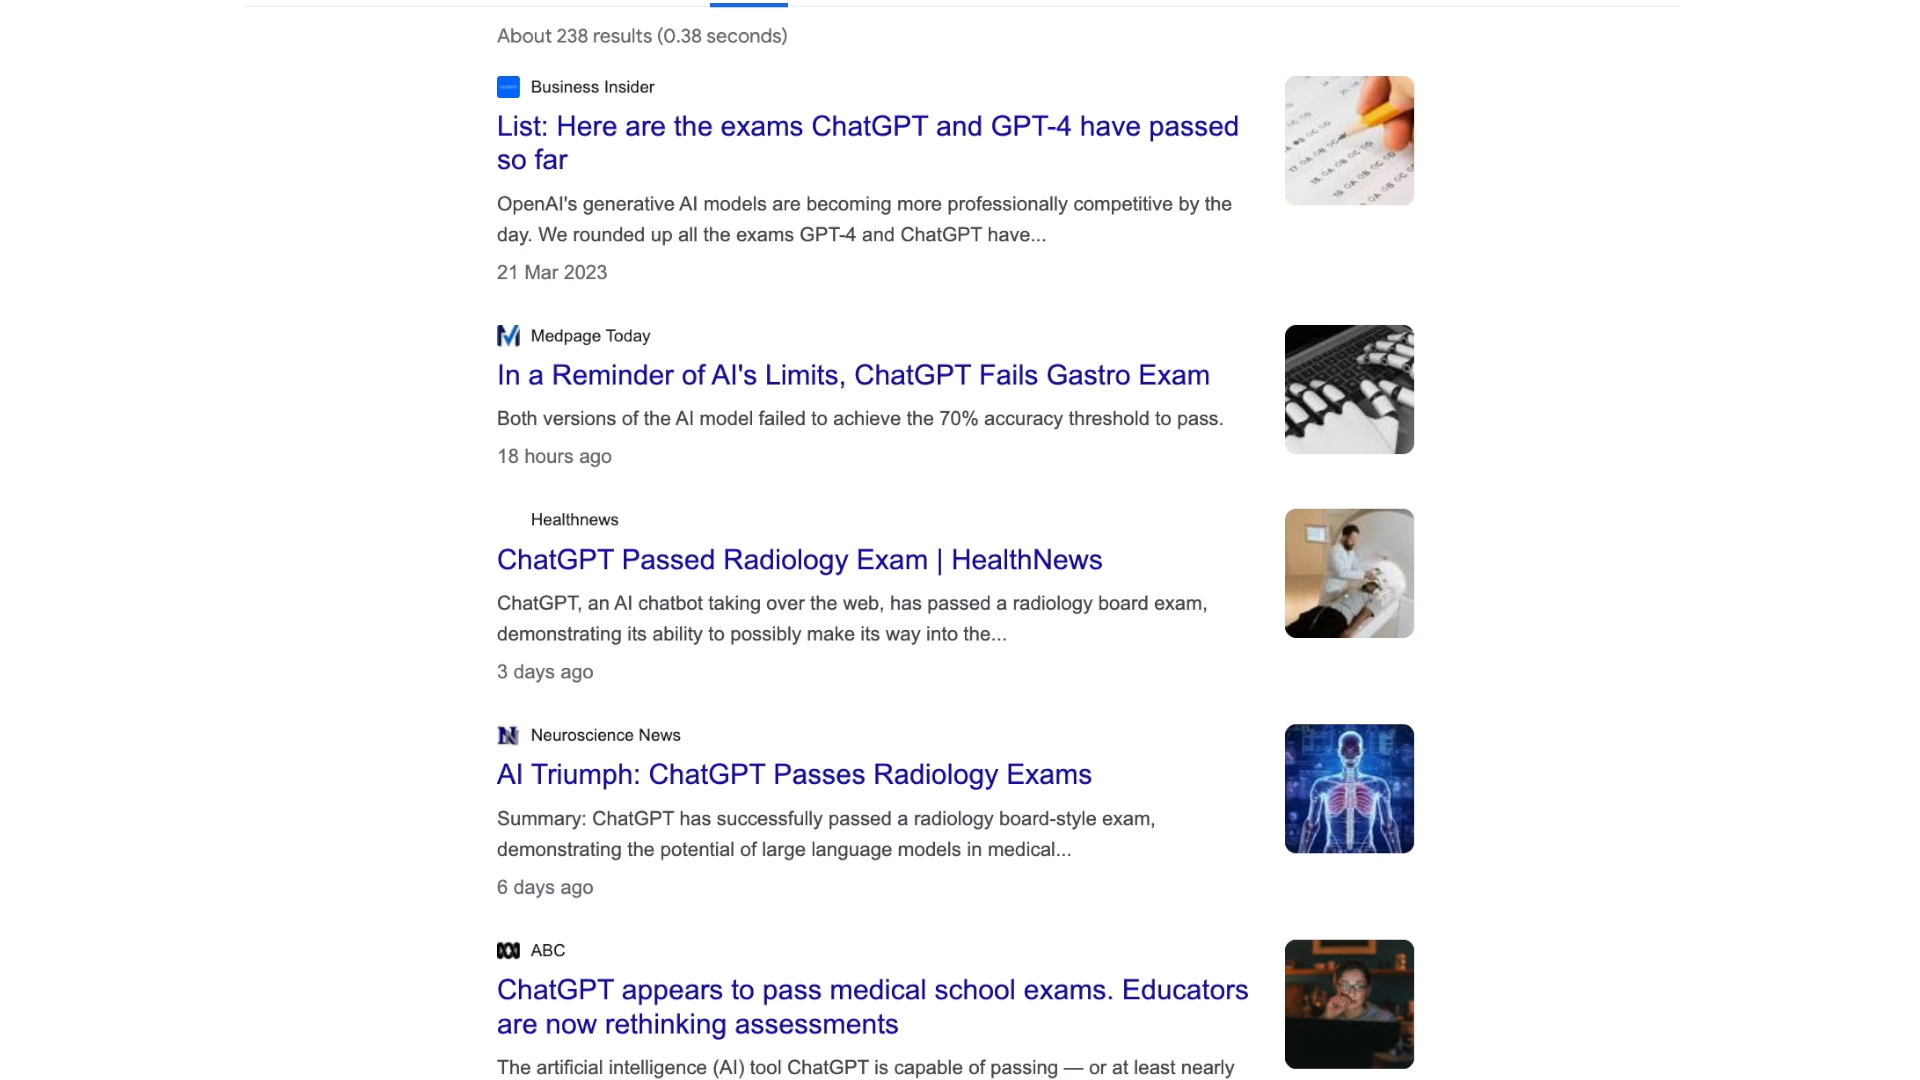 About 238 results (0.38 seconds)
Business Insider
List: Here are the exams ChatGPT and GPT-4 have passed
so far
OpenAI's generative AI models are becoming more professionally competitive by the
day. We rounded up all the exams GPT-4 and ChatGPT have...
21 Mar 2023
Medpage Today
In a Reminder of AI's Limits, ChatGPT Fails Gastro Exam
Both versions of the AI model failed to achieve the 70% accuracy threshold to pass.
18 hours ago
Healthnews
ChatGPT Passed Radiology Exam | HealthNews
ChatGPT, an AI chatbot taking over the web, has passed a radiology board exam,
demonstrating its ability to possibly make its way into the...
3 days ago
Neuroscience News
AI Triumph: ChatGPT Passes Radiology Exams
Summary: ChatGPT has successfully passed a radiology board-style exam,
demonstrating the potential of large language models in medical...
6 days ago
ABC
ChatGPT appears to pass medical school exams. Educators
are now rethinking assessments
The artificial intelligence (AI) tool ChatGPT is capable of passing — or at least nearly